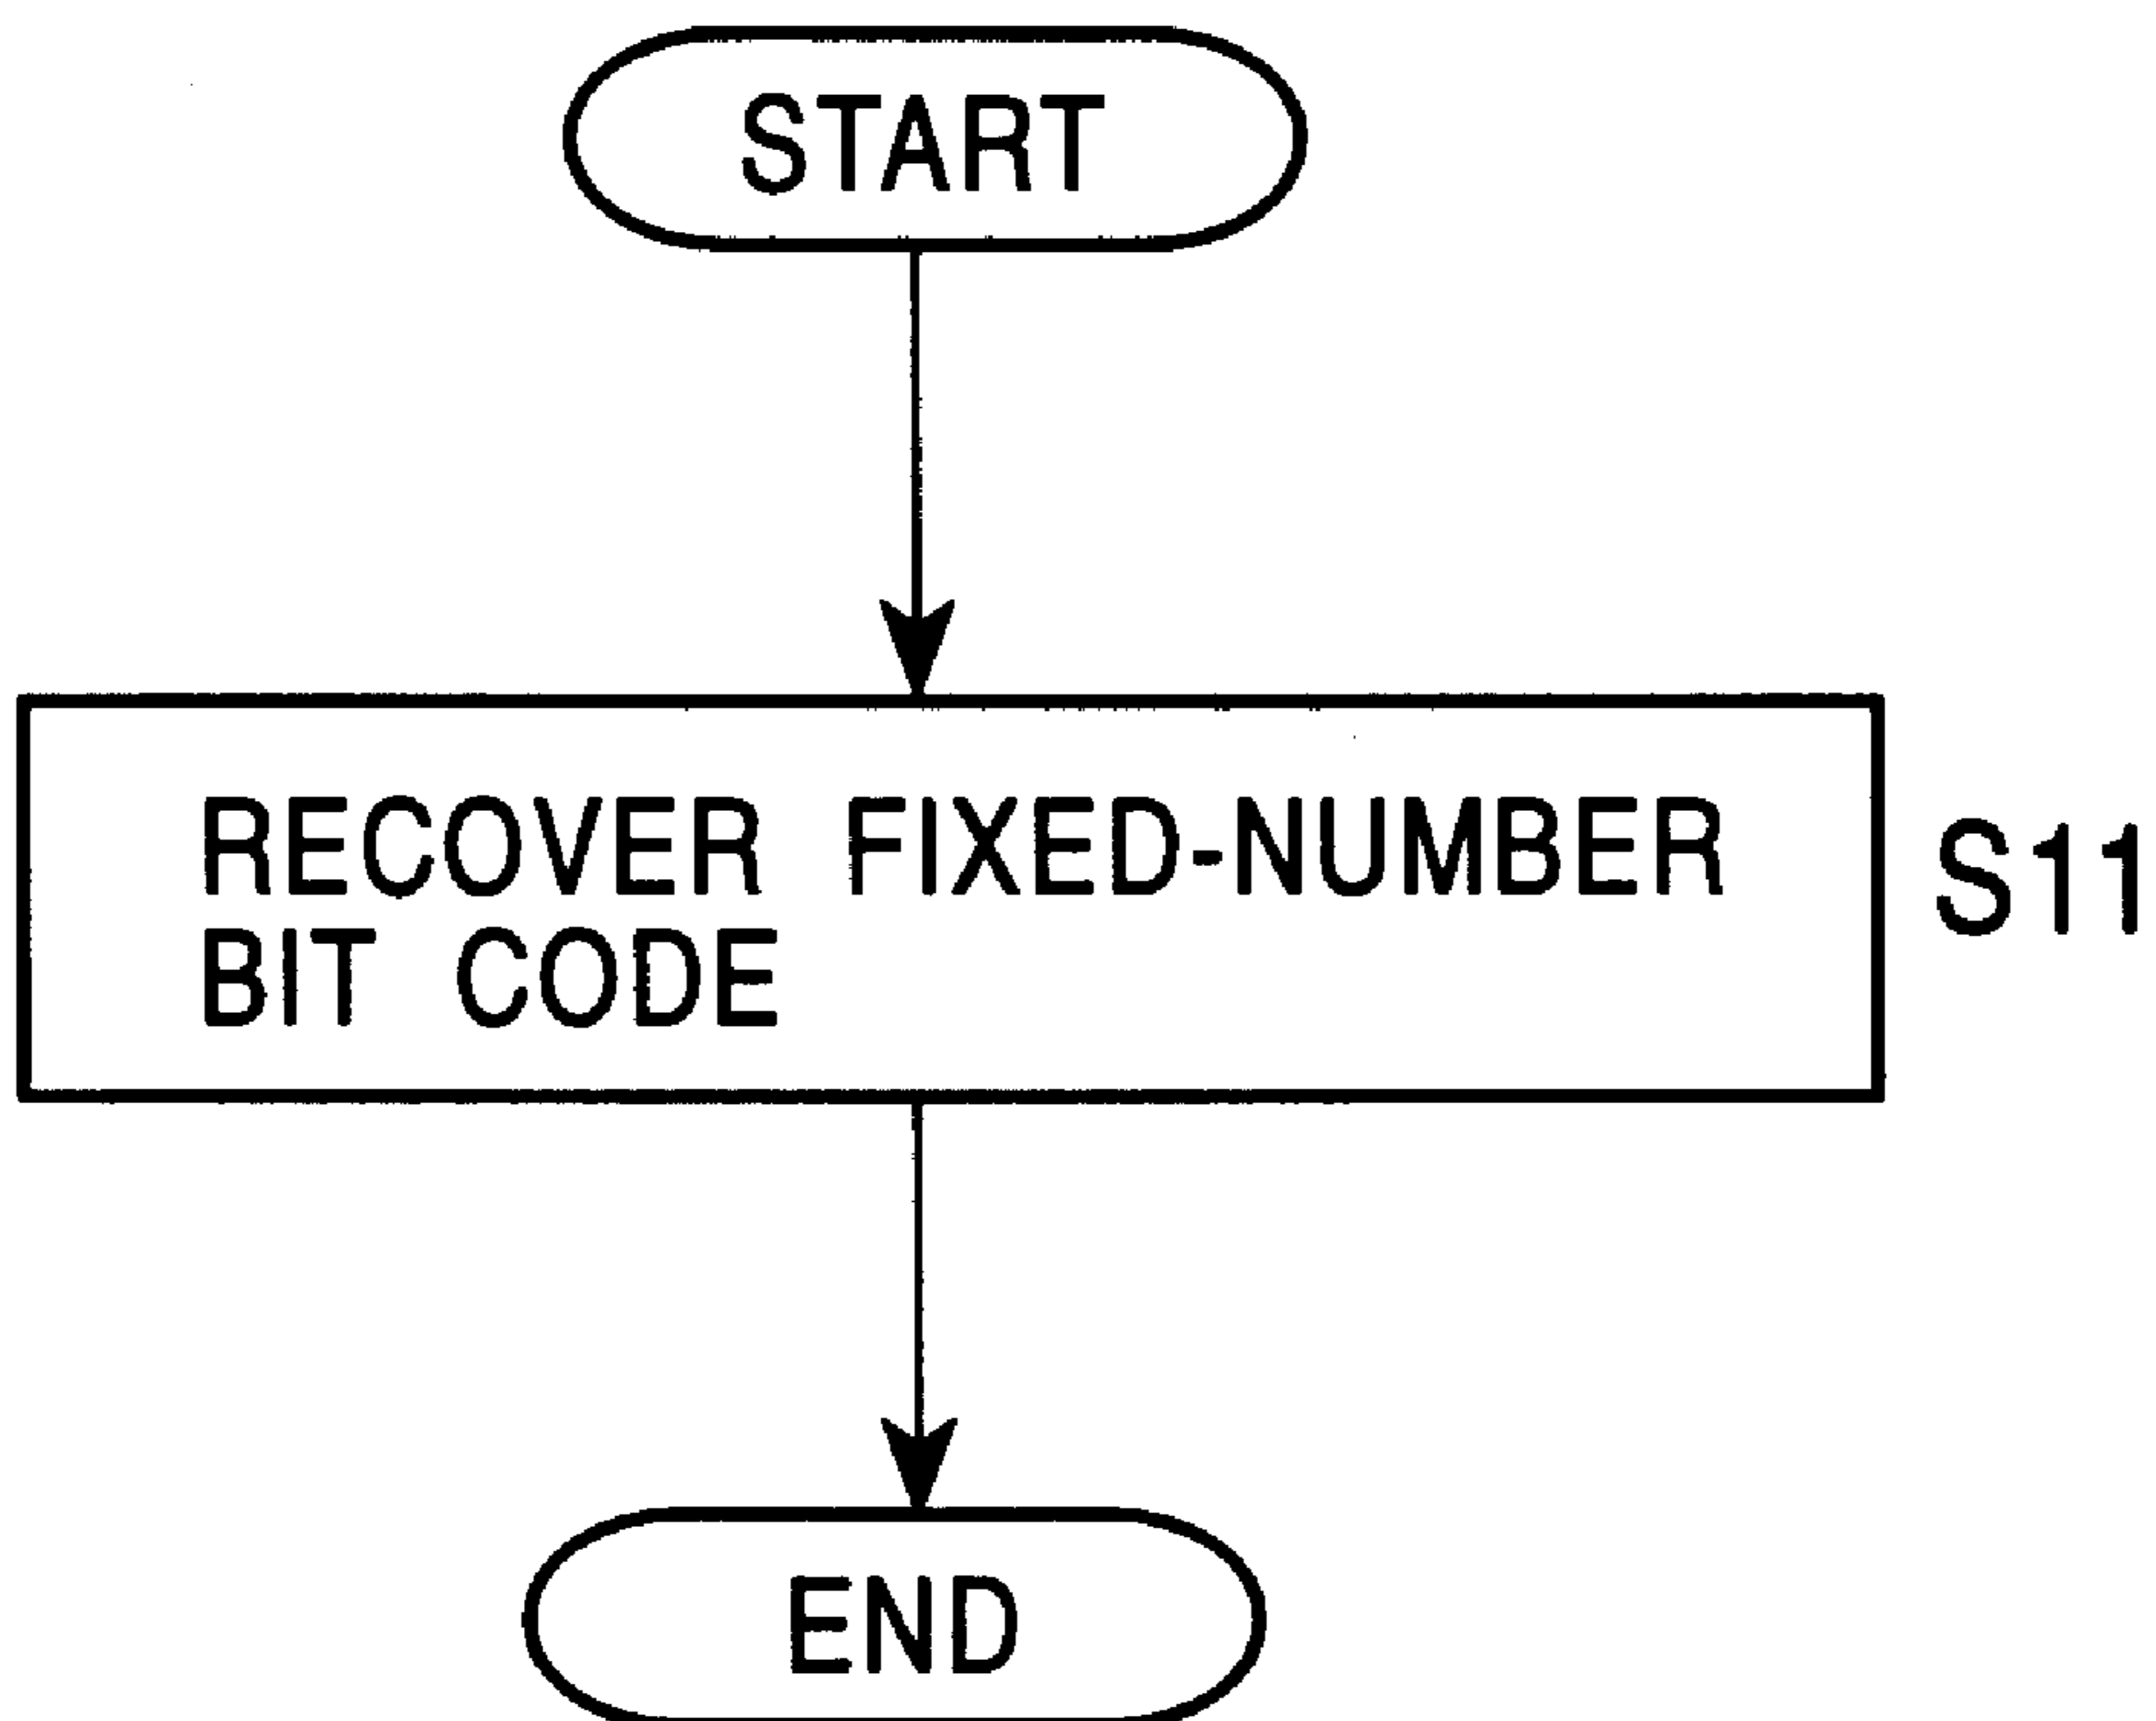 START
RECOVER FIXED-NUMBER
BIT CODE
S11
END